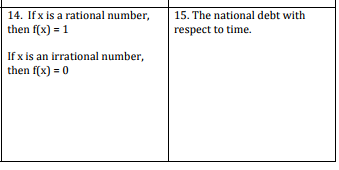 14. If x is a rational number,
then f(x) = 1
If x is an irrational number,
then f(x) = 0
15. The national debt with
respect to time.